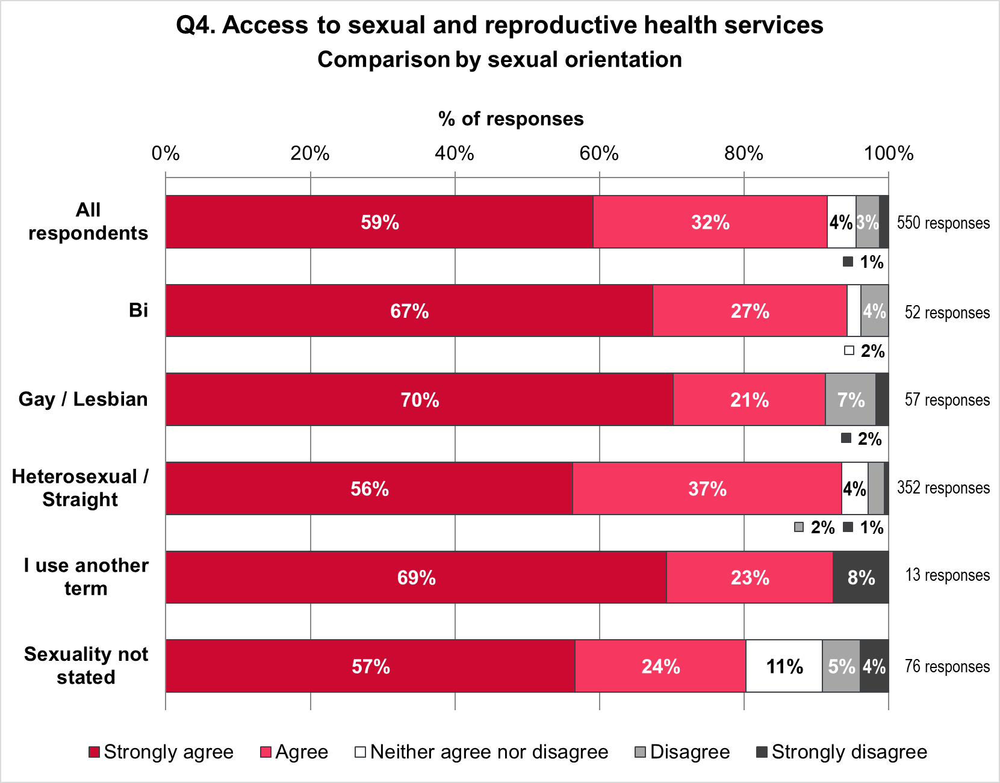 Q4. Access to sexual and reproductive health services
Comparison by sexual orientation
% of responses
0% 20% 40% 60% 80% 100%
All
respondents
59% 32% 4% 3% 550 responses
1%
Bi 67% 27% 4% 52 responses
2%
Gay / Lesbian 70% 21% 7% 57 responses
2%
Heterosexual /
Straight
56% 37% 4% 352 responses
2% 1%
I use another
term
69% 23% 8% 13 responses
Sexuality not
stated
57% 24% 11% 5% 4% 76 responses
Strongly agree Agree Neither agree nor disagree Disagree Strongly disagree